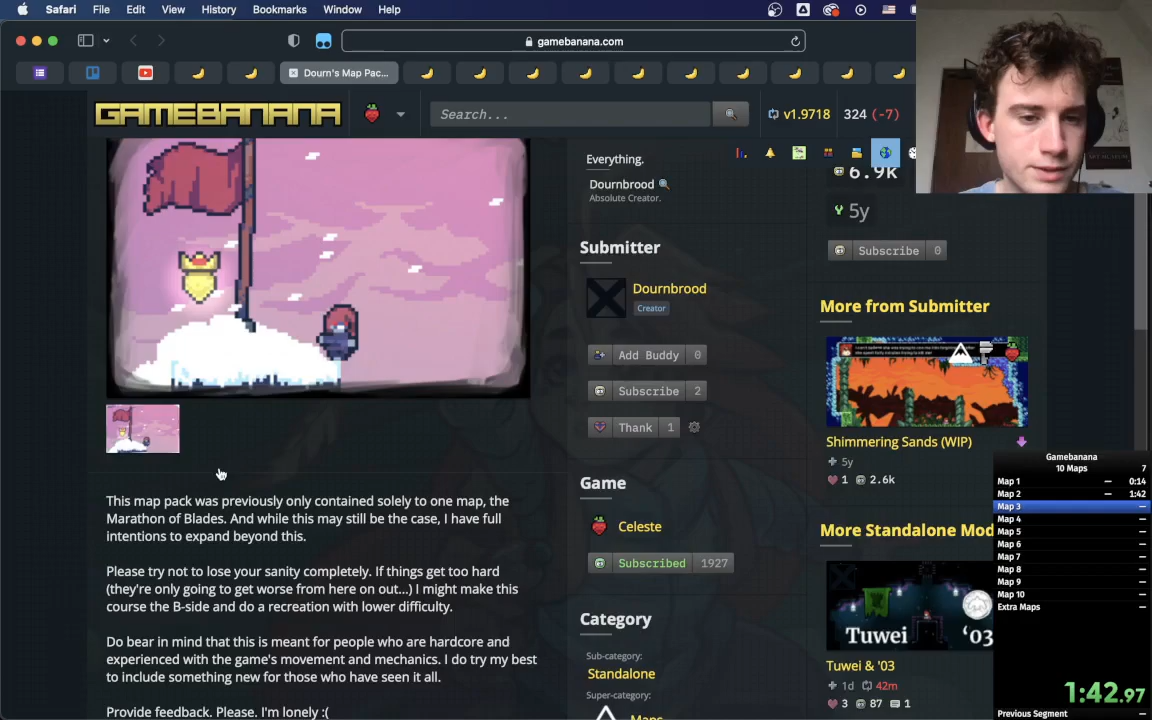 Safari File Edit View History Bookmarks Window Help
gamebanana.com
Dourn's Map Pac...
GAMEBANANA
Search...
v1.9718
324 (-7)
Everything.
Dournbrood
Absolute Creator.
6.9k
5y
Subscribe 0
Submitter
Dournbrood
Creator
Add Buddy 0
Subscribe 2
Thank 1
More from Submitter
Shimmering Sands (WIP)
5y
1 2.6k
Game
Celeste
Subscribed 1927
More Standalone Mod
Tuwei '03
Tuwei & '03
1d 42m
3 87 1
Category
Sub-category:
Standalone
Super-category:
Maps
This map pack was previously only contained solely to one map, the
Marathon of Blades. And while this may still be the case, I have full
intentions to expand beyond this.
Please try not to lose your sanity completely. If things get too hard
(they're only going to get worse from here on out...) I might make this
course the B-side and do a recreation with lower difficulty.
Do bear in mind that this is meant for people who are hardcore and
experienced with the game's movement and mechanics. I do try my best
to include something new for those who have seen it all.
Provide feedback. Please. I'm lonely :(
Gamebanana
10 Maps 7
Map 1 — 0:14
Map 2 — 1:42
Map 3 —
Map 4 —
Map 5 —
Map 6 —
Map 7 —
Map 8 —
Map 9 —
Map 10 —
Extra Maps —
1:42.97
Previous Segment —